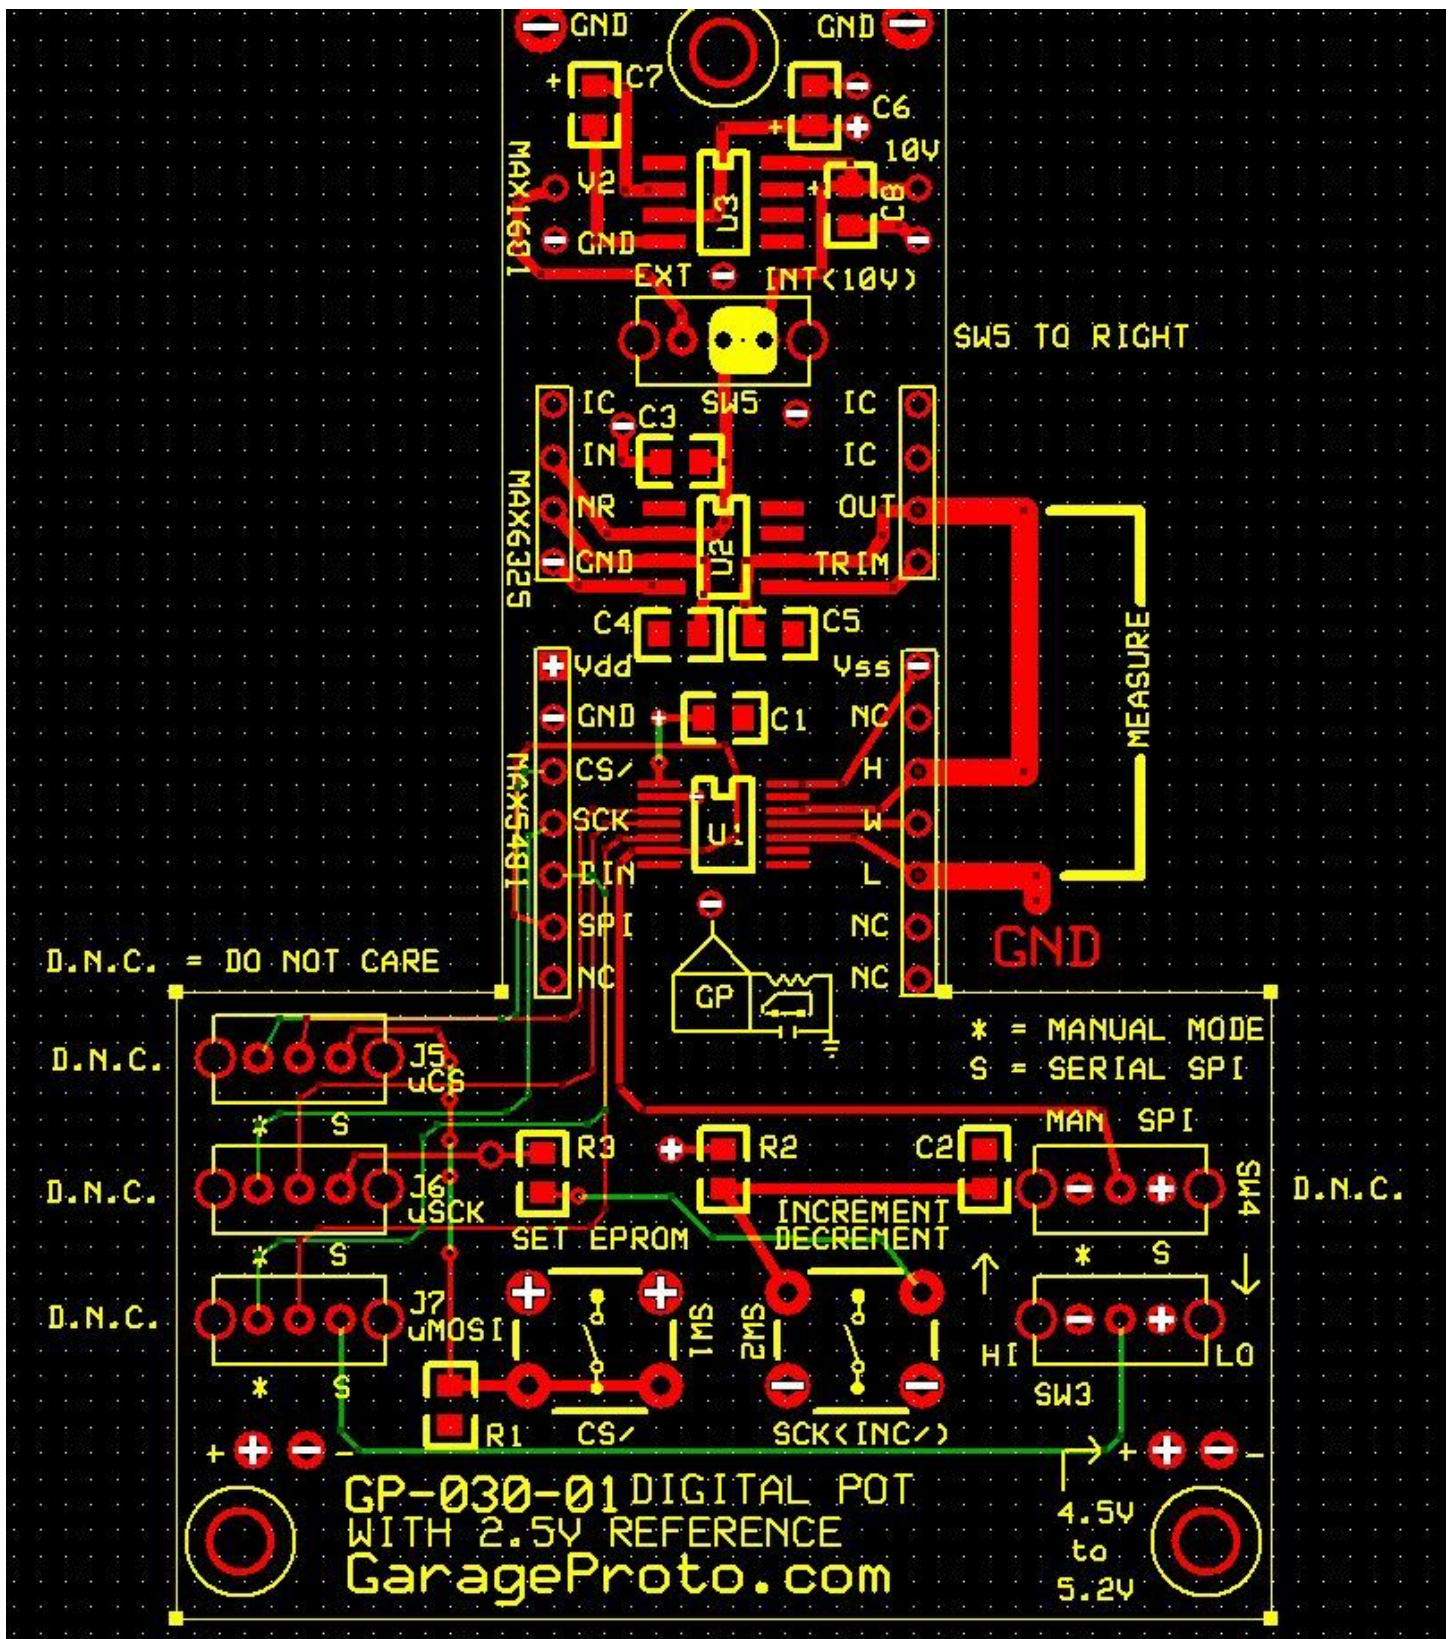 GND
GND
+
C7
C6
+
10V
MAX1681
V2
U3
+
C8
GND
EXT
INT(10V)
SW5 TO RIGHT
SW5
IC
IC
C3
IN
IC
MAX6325
NR
OUT
U2
GND
TRIM
C4
C5
MEASURE
Vdd
Vss
GND
C1
NC
MAX5481
CS/
H
SCK
U1
W
DIN
L
SPI
NC
GND
D.N.C. = DO NOT CARE
NC
NC
GP
* = MANUAL MODE
S = SERIAL SPI
D.N.C.
J5
uCS
* S
MAN SPI
R3
R2
C2
D.N.C.
J6
uSCK
SW4
D.N.C.
INCREMENT
SET EPROM
DECREMENT
* S
* S
D.N.C.
J7
uMOSI
SW1
SW2
HI
LO
* S
SW3
R1
CS/
SCK(INC/)
+ -
+ -
GP-030-01 DIGITAL POT
WITH 2.5V REFERENCE
GarageProto.com
4.5V
to
5.2V